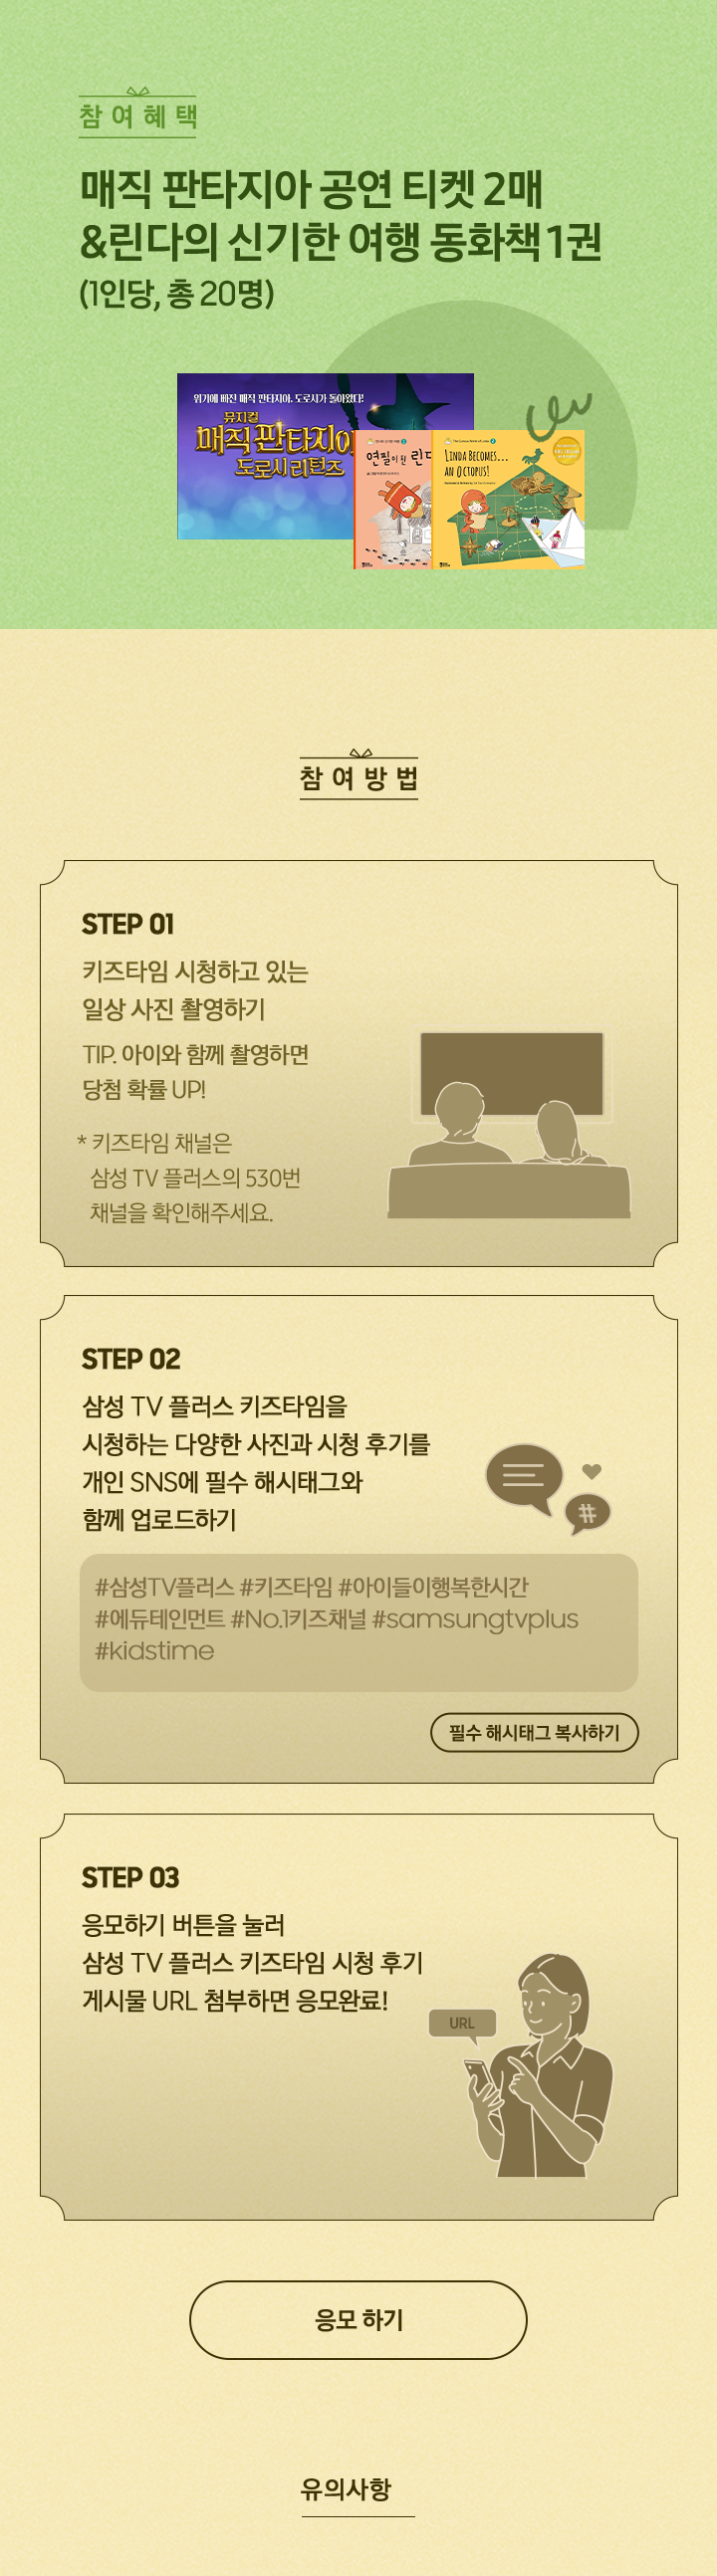 참여혜택
매직 판타지아 공연 티켓 2매
&린다의 신기한 여행 동화책 1권
(1인당, 총 20명)
위기에 빠진 매직 판타지아, 도로시가 돌아왔다!
뮤지컬
매직판타지아
도로시 리턴즈
연필이 된 린다
LINDA BECOMES...
AN OCTOPUS!
참여방법
STEP 01
키즈타임 시청하고 있는
일상 사진 촬영하기
TIP. 아이와 함께 촬영하면
당첨 확률 UP!
* 키즈타임 채널은
삼성 TV 플러스의 530번
채널을 확인해주세요.
STEP 02
삼성 TV 플러스 키즈타임을
시청하는 다양한 사진과 시청 후기를
개인 SNS에 필수 해시태그와
함께 업로드하기
#
#삼성TV플러스 #키즈타임 #아이들이행복한시간
#에듀테인먼트 #No.1키즈채널 #samsungtvplus
#kidstime
필수 해시태그 복사하기
STEP 03
응모하기 버튼을 눌러
삼성 TV 플러스 키즈타임 시청 후기
게시물 URL 첨부하면 응모완료!
URL
응모 하기
유의사항